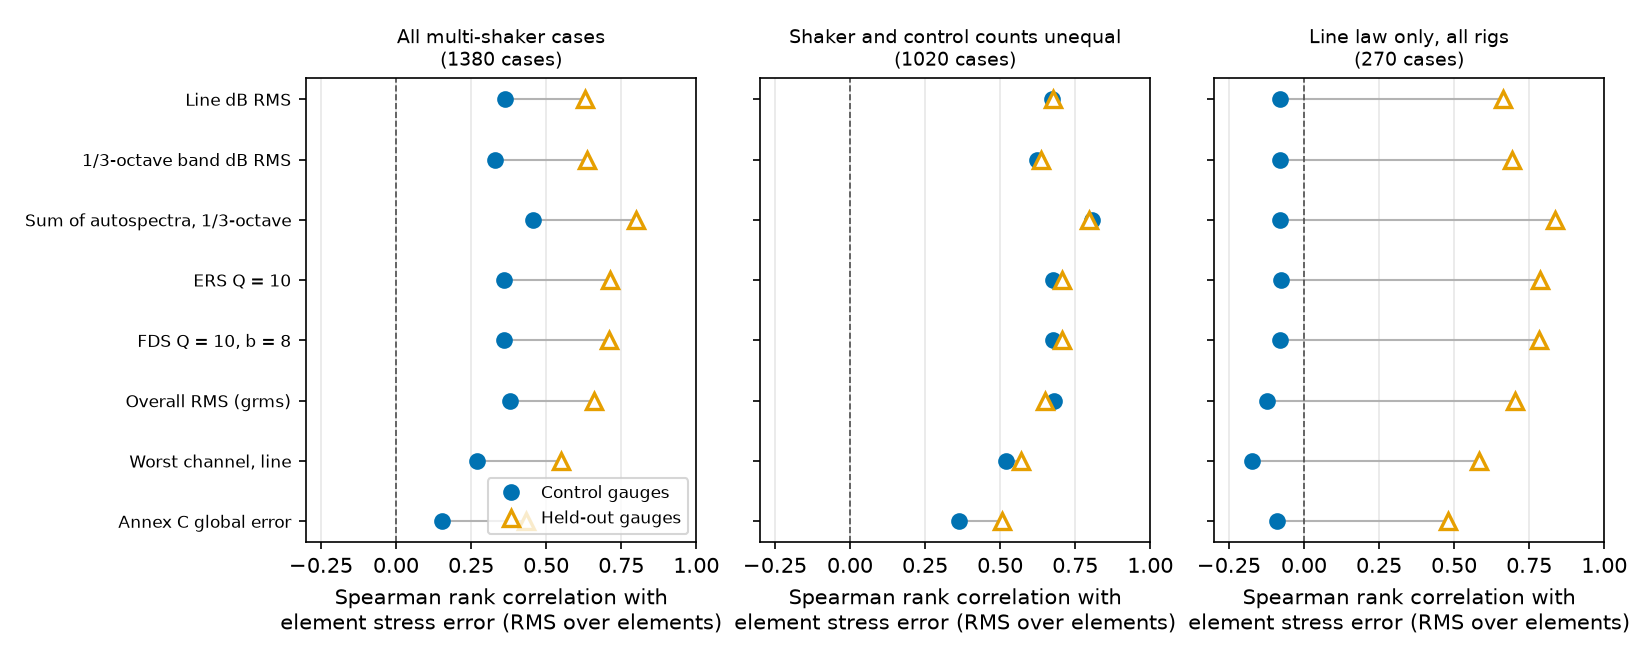 All multi-shaker cases
(1380 cases)
Shaker and control counts unequal
(1020 cases)
Line law only, all rigs
(270 cases)
Line dB RMS
1/3-octave band dB RMS
Sum of autospectra, 1/3-octave
ERS Q = 10
FDS Q = 10, b = 8
Overall RMS (grms)
Worst channel, line
Annex C global error
Control gauges
Held-out gauges
−0.25 0.00 0.25 0.50 0.75 1.00
−0.25 0.00 0.25 0.50 0.75 1.00
−0.25 0.00 0.25 0.50 0.75 1.00
Spearman rank correlation with
element stress error (RMS over elements)
Spearman rank correlation with
element stress error (RMS over elements)
Spearman rank correlation with
element stress error (RMS over elements)